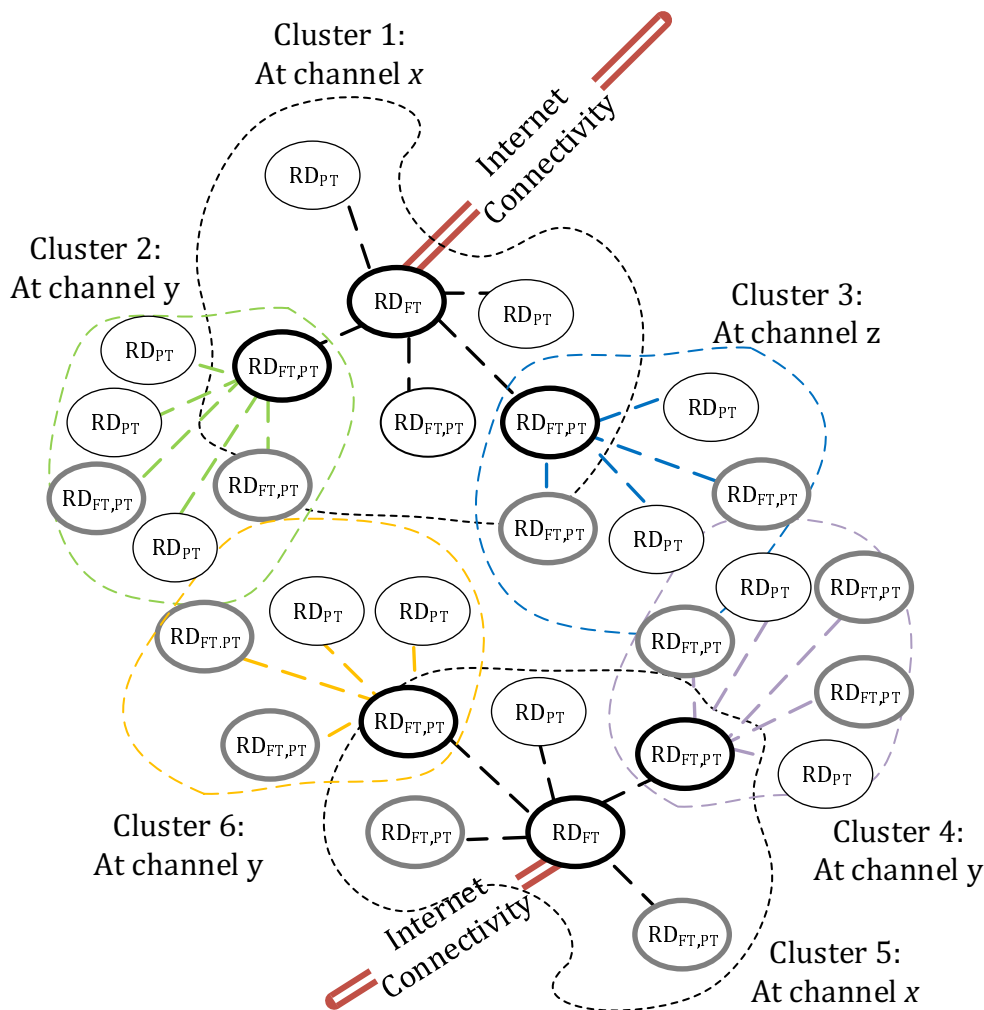 Cluster 1:
At channel x
Internet
Connectivity
RDPT
Cluster 2:
At channel y
RDFT
RDPT
Cluster 3:
At channel z
RDPT
RDFT,PT
RDPT
RDFT,PT
RDFT,PT
RDPT
RDFT,PT
RDFT,PT
RDFT,PT
RDFT,PT
RDPT
RDPT
RDPT
RDFT,PT
RDPT
RDPT
RDFT.PT
RDFT,PT
RDFT,PT
RDPT
RDFT,PT
RDFT,PT
RDFT,PT
RDPT
Cluster 6:
At channel y
RDFT,PT
RDFT
Cluster 4:
At channel y
Internet
Connectivity
RDFT,PT
Cluster 5:
At channel x